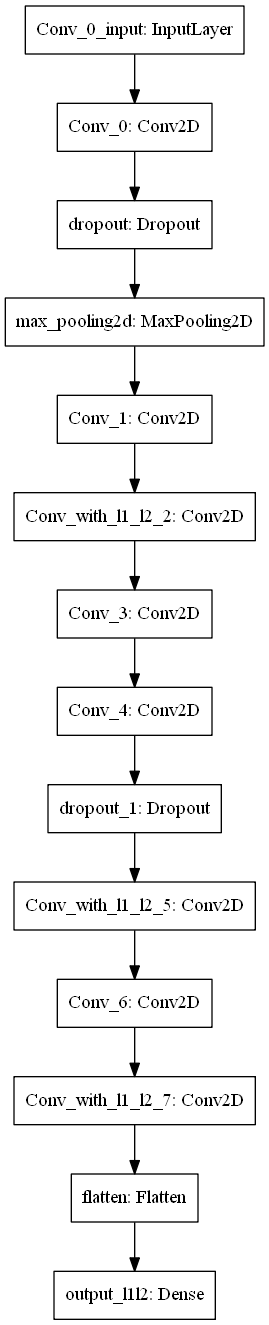 Conv_0_input: InputLayer
Conv_0: Conv2D
dropout: Dropout
max_pooling2d: MaxPooling2D
Conv_1: Conv2D
Conv_with_l1_l2_2: Conv2D
Conv_3: Conv2D
Conv_4: Conv2D
dropout_1: Dropout
Conv_with_l1_l2_5: Conv2D
Conv_6: Conv2D
Conv_with_l1_l2_7: Conv2D
flatten: Flatten
output_l1l2: Dense